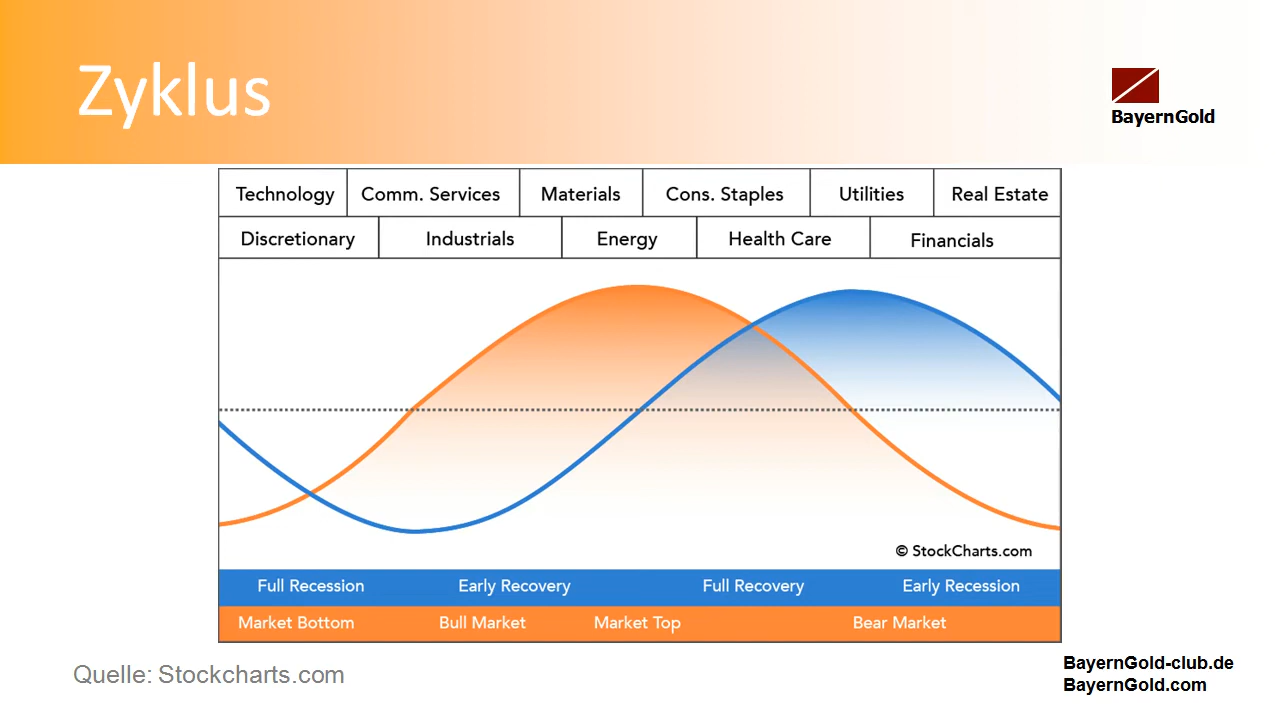 Zyklus
BayernGold
Technology Comm. Services Materials Cons. Staples Utilities Real Estate
Discretionary Industrials Energy Health Care Financials
© StockCharts.com
Full Recession Early Recovery Full Recovery Early Recession
Market Bottom Bull Market Market Top Bear Market
Quelle: Stockcharts.com
BayernGold-club.de
BayernGold.com